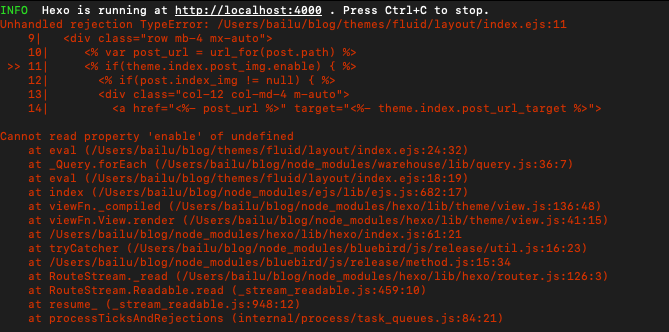 INFO  Hexo is running at http://localhost:4000 . Press Ctrl+C to stop.
Unhandled rejection TypeError: /Users/bailu/blog/themes/fluid/layout/index.ejs:11
    9|   <div class="row mb-4 mx-auto">
    10|     <% var post_url = url_for(post.path) %>
 >> 11|     <% if(theme.index.post_img.enable) { %>
    12|       <% if(post.index_img != null) { %>
    13|       <div class="col-12 col-md-4 m-auto">
    14|         <a href="<%- post_url %>" target="<%- theme.index.post_url_target %>">
Cannot read property 'enable' of undefined
    at eval (/Users/bailu/blog/themes/fluid/layout/index.ejs:24:32)
    at _Query.forEach (/Users/bailu/blog/node_modules/warehouse/lib/query.js:36:7)
    at eval (/Users/bailu/blog/themes/fluid/layout/index.ejs:18:19)
    at index (/Users/bailu/blog/node_modules/ejs/lib/ejs.js:682:17)
    at viewFn._compiled (/Users/bailu/blog/node_modules/hexo/lib/theme/view.js:136:48)
    at viewFn.View.render (/Users/bailu/blog/node_modules/hexo/lib/theme/view.js:41:15)
    at /Users/bailu/blog/node_modules/hexo/lib/hexo/index.js:61:21
    at tryCatcher (/Users/bailu/blog/node_modules/bluebird/js/release/util.js:16:23)
    at /Users/bailu/blog/node_modules/bluebird/js/release/method.js:15:34
    at RouteStream._read (/Users/bailu/blog/node_modules/hexo/lib/hexo/router.js:126:3)
    at RouteStream.Readable.read (_stream_readable.js:459:10)
    at resume_ (_stream_readable.js:948:12)
    at processTicksAndRejections (internal/process/task_queues.js:84:21)